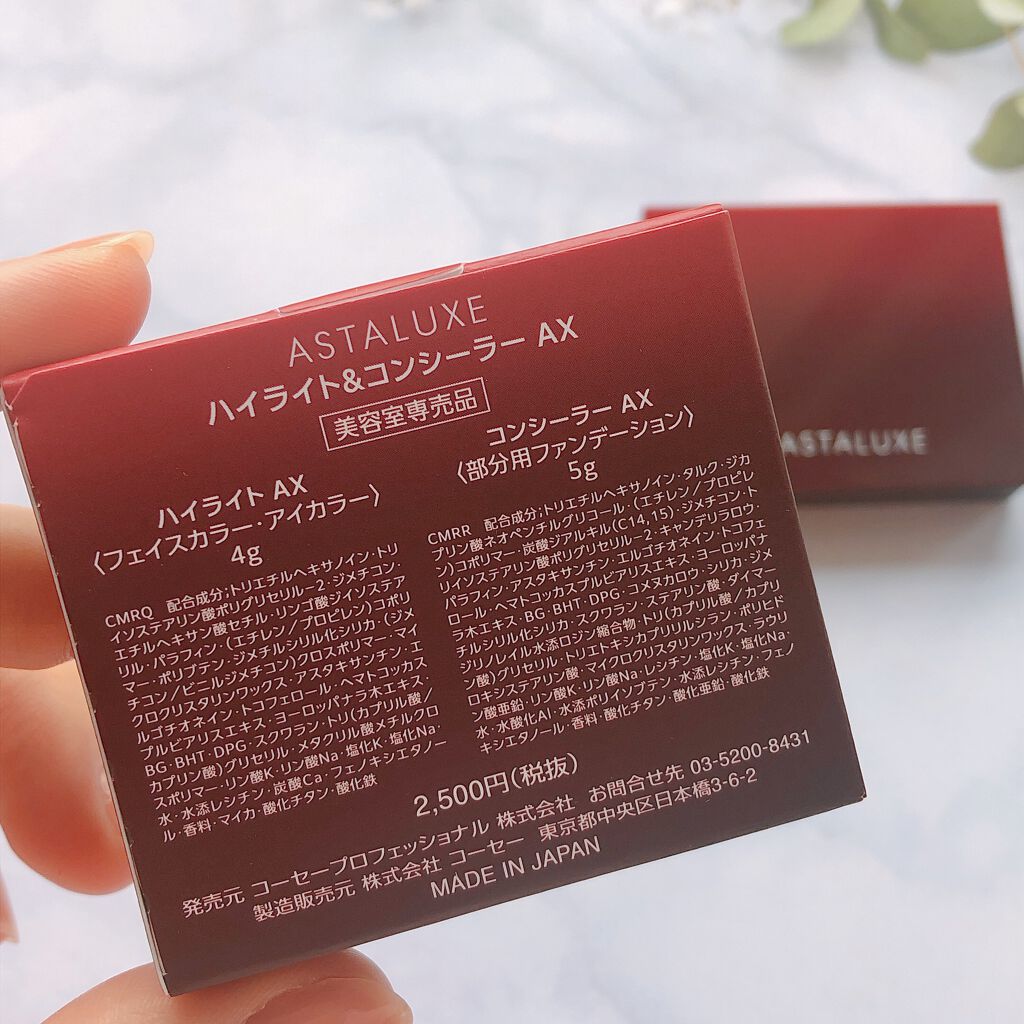 ASTALUXE
ハイライト&コンシーラー AX
美容室専売品
ハイライト AX
〈フェイスカラー・アイカラー〉
4g
CMRQ 配合成分;トリエチルヘキサノイン・トリ
イソステアリン酸ポリグリセリル-2・ジメチコン・
エチルヘキサン酸セチル・リンゴ酸ジイソステア
リル・パラフィン・(エチレン/プロピレン)コポリ
マー・ポリブテン・ジメチルシリル化シリカ・(ジメ
チコン/ビニルジメチコン)クロスポリマー・マイ
クロクリスタリンワックス・アスタキサンチン・エ
ルゴチオネイン・トコフェロール・ヘマトコッカス
プルビアリスエキス・ヨーロッパナラ木エキス・
BG・BHT・DPG・スクワラン・トリ(カプリル酸/
カプリン酸)グリセリル・メタクリル酸メチルクロ
スポリマー・リン酸K・リン酸Na・塩化K・塩化Na・
水・水添レシチン・炭酸Ca・フェノキシエタノー
ル・香料・マイカ・酸化チタン・酸化鉄
コンシーラー AX
〈部分用ファンデーション〉
5g
CMRR 配合成分;トリエチルヘキサノイン・タルク・ジカ
プリン酸ネオペンチルグリコール・(エチレン/プロピレ
ン)コポリマー・炭酸ジアルキル(C14,15)・ジメチコン・ト
リイソステアリン酸ポリグリセリル-2・キャンデリラロウ・
パラフィン・アスタキサンチン・エルゴチオネイン・トコフェ
ロール・ヘマトコッカスプルビアリスエキス・ヨーロッパナ
ラ木エキス・BG・BHT・DPG・コメヌカロウ・シリカ・ジメ
チルシリル化シリカ・スクワラン・ステアリン酸・ダイマー
ジリノレイル水添ロジン縮合物・トリ(カプリル酸/カプリ
ン酸)グリセリル・トリエトキシカプリリルシラン・ポリヒド
ロキシステアリン酸・マイクロクリスタリンワックス・ラウリ
ン酸亜鉛・リン酸K・リン酸Na・レシチン・塩化K・塩化Na・
水・水酸化Al・水添ポリイソブテン・水添レシチン・フェノ
キシエタノール・香料・酸化チタン・酸化亜鉛・酸化鉄
2,500円(税抜)
発売元 コーセープロフェッショナル 株式会社 お問合せ先 03-5200-8431
製造販売元 株式会社 コーセー 東京都中央区日本橋3-6-2
MADE IN JAPAN
ASTALUXE